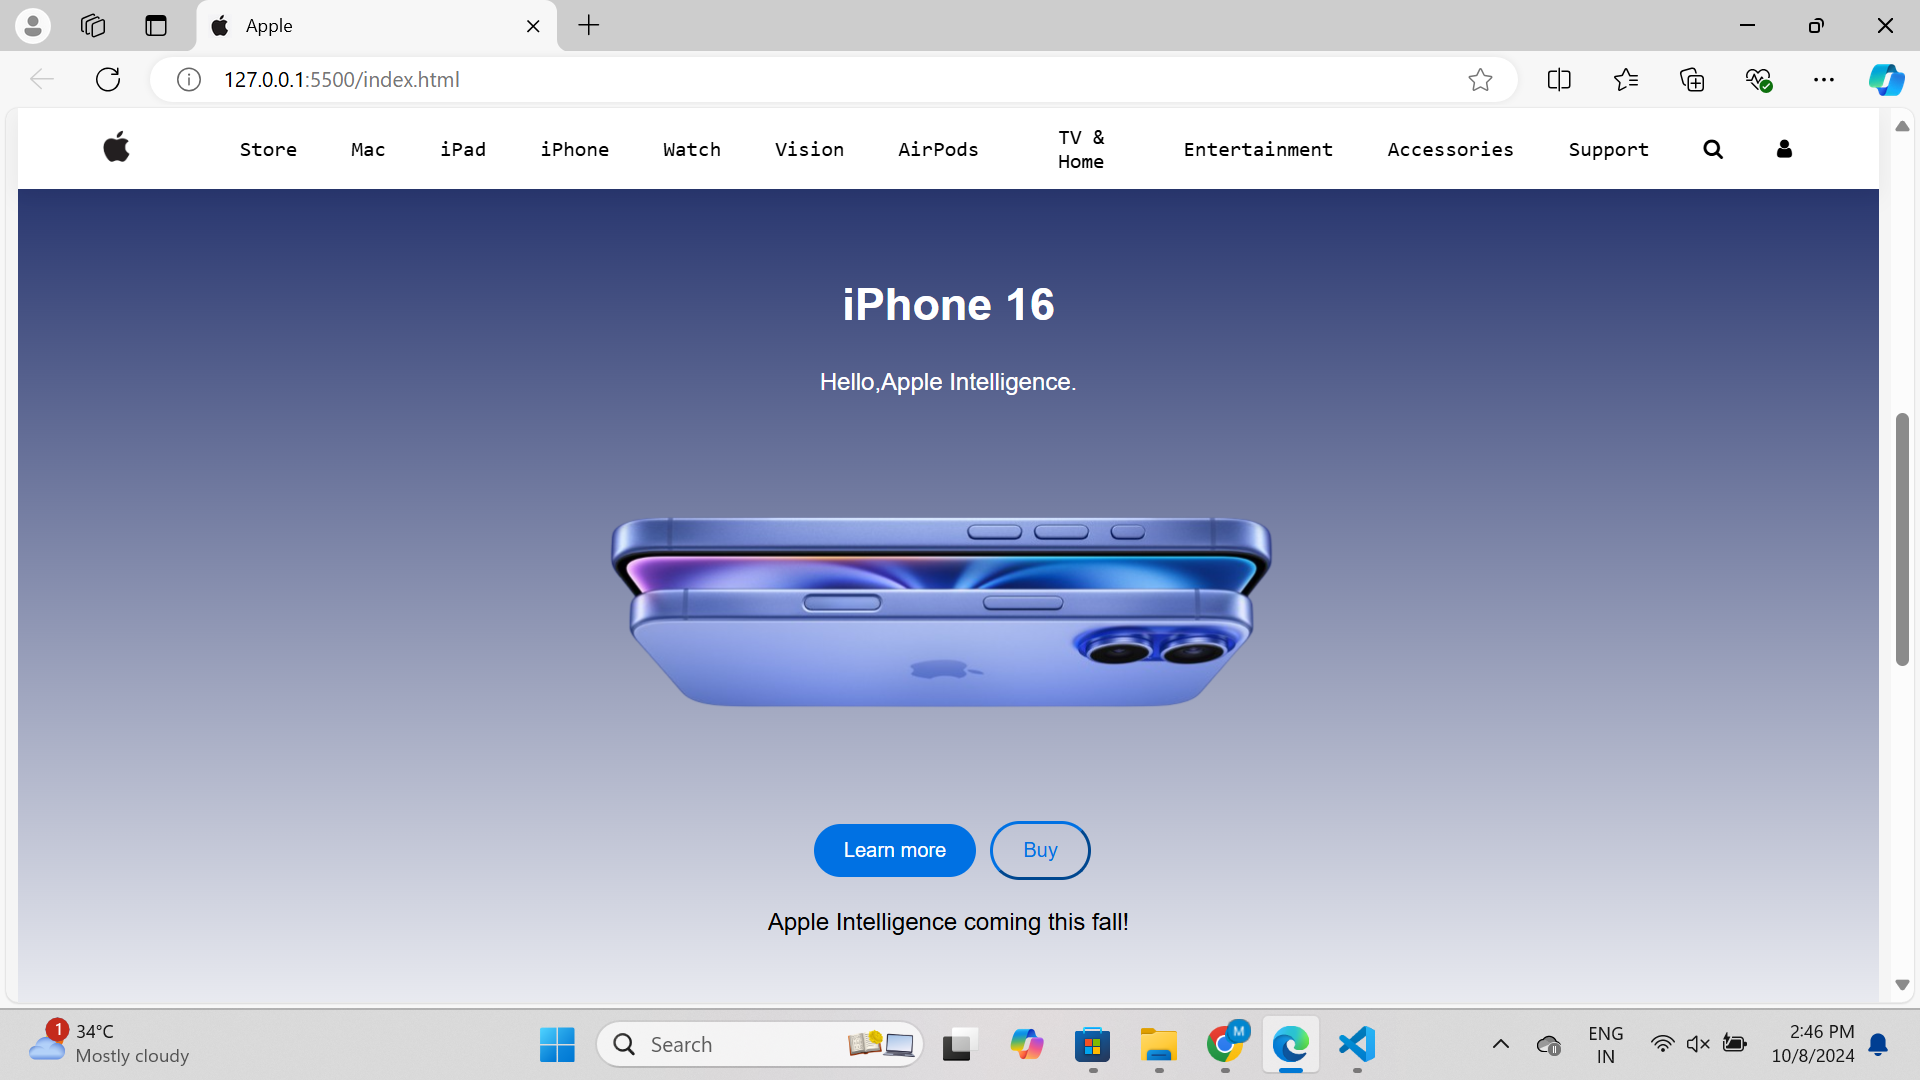 Apple
127.0.0.1:5500/index.html
Store Mac iPad iPhone Watch Vision AirPods TV & Home Entertainment Accessories Support
iPhone 16
Hello,Apple Intelligence.
Learn more Buy
Apple Intelligence coming this fall!
1 34°C
Mostly cloudy
Search
M
ENG
IN
2:46 PM
10/8/2024